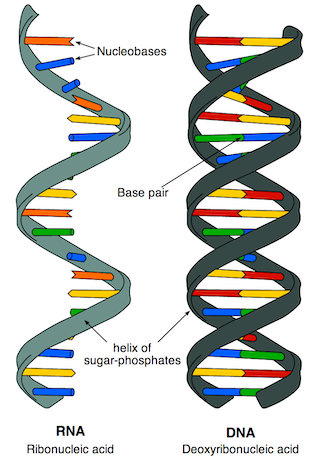 Nucleobases
Base pair
helix of
sugar-phosphates
RNA
Ribonucleic acid
DNA
Deoxyribonucleic acid